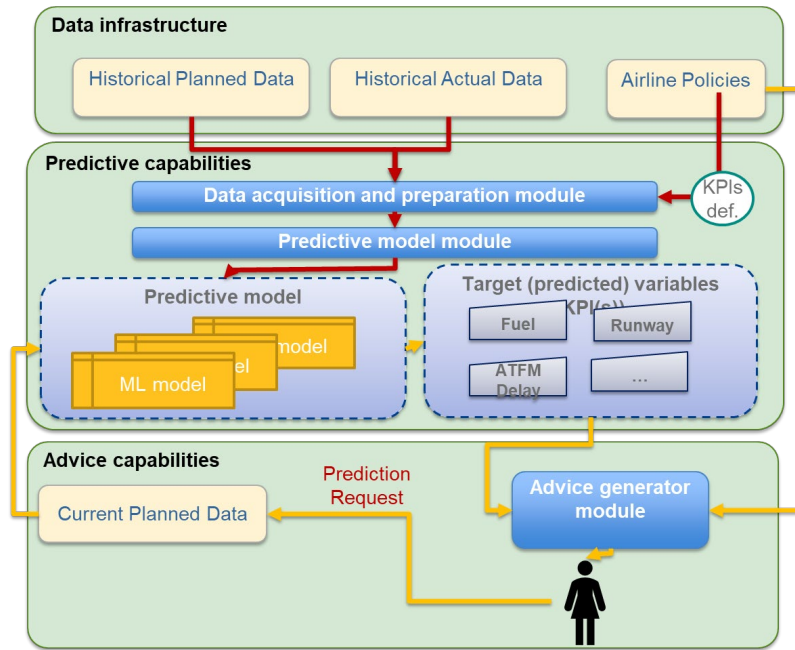 Data infrastructure
Historical Planned Data
Historical Actual Data
Airline Policies
Predictive capabilities
Data acquisition and preparation module
KPIs
def.
Predictive model module
Predictive model
model
ML model
Target (predicted) variables
KPI(s))
Fuel
Runway
ATFM
Delay
...
Advice capabilities
Current Planned Data
Prediction
Request
Advice generator
module